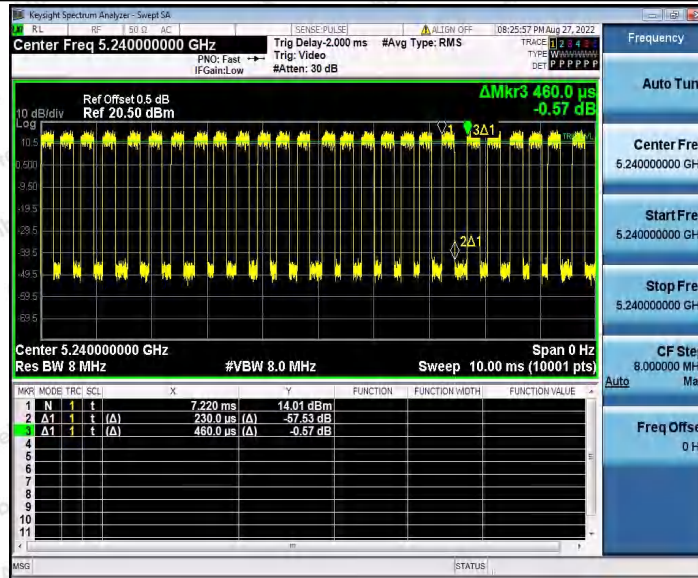 Keysight Spectrum Analyzer - Swept SA
RL RF 50 Ω AC SENSE:PULSE ALIGN OFF 08:25:57 PM Aug 27, 2022
Center Freq 5.240000000 GHz
PNO: Fast
IFGain:Low
Trig Delay-2.000 ms
Trig: Video
#Atten: 30 dB
#Avg Type: RMS
TRACE 1 2 3 4 5 6
TYPE WWWWWW
DET P P P P P P
Frequency
ΔMkr3 460.0 µs
-0.57 dB
Ref Offset 0.5 dB
10 dB/div Ref 20.50 dBm
Log
10.5
0.500
-9.50
-19.5
-29.5
-39.5
-49.5
-59.5
-69.5
1
3Δ1
2Δ1
Center 5.240000000 GHz Span 0 Hz
Res BW 8 MHz #VBW 8.0 MHz Sweep 10.00 ms (10001 pts)
MKR MODE TRC SCL X Y FUNCTION FUNCTION WIDTH FUNCTION VALUE
1 N 1 t 7.220 ms 14.01 dBm
2 Δ1 1 t (Δ) 230.0 µs (Δ) -57.53 dB
3 Δ1 1 t (Δ) 460.0 µs (Δ) -0.57 dB
4
5
6
7
8
9
10
11
MSG STATUS
Auto Tun
Center Fre
5.240000000 GH
Start Fre
5.240000000 GH
Stop Fre
5.240000000 GH
CF Ste
8.000000 MH
Auto Ma
Freq Offse
0 H